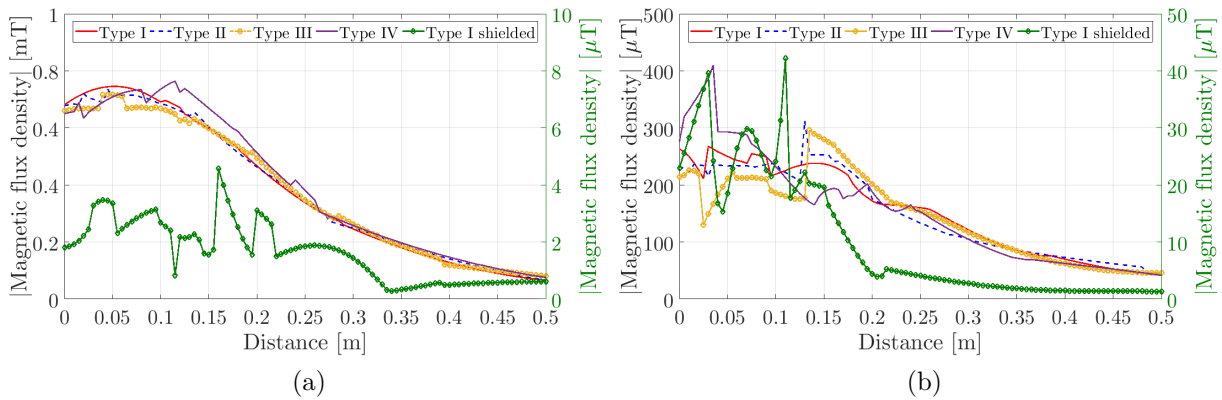 1
0.8
0.4
0.4
0.2
0
|Magnetic flux density| [mT]
Type I Type II Type III Type IV Type I shielded
10
8
6
4
2
0
|Magnetic flux density| [μT]
0 0.05 0.1 0.15 0.2 0.25 0.3 0.35 0.4 0.45 0.5
Distance [m]
(a)
500
400
300
200
100
0
|Magnetic flux density| [μT]
Type I Type II Type III Type IV Type I shielded
50
40
30
20
10
0
|Magnetic flux density| [μT]
0 0.05 0.1 0.15 0.2 0.25 0.3 0.35 0.4 0.45 0.5
Distance [m]
(b)